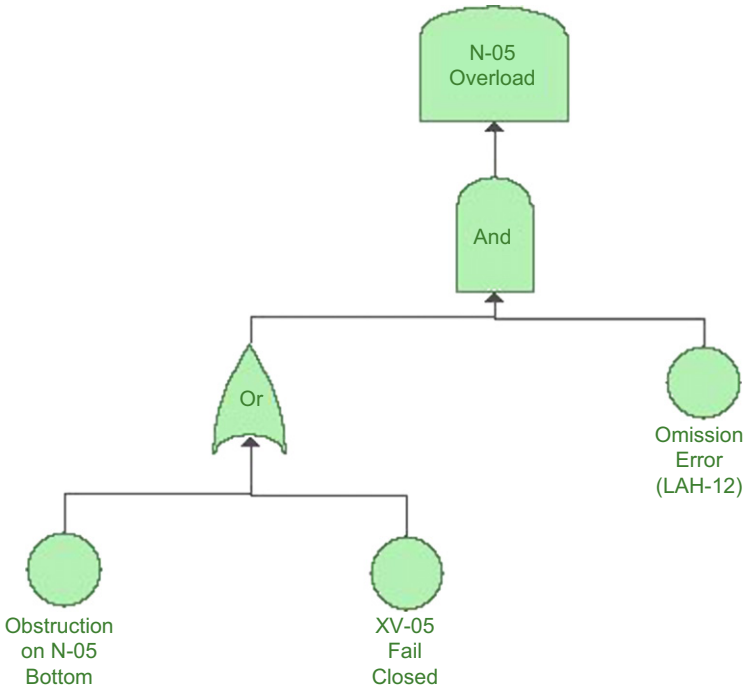 N-05
Overload
And
Or
Omission
Error
(LAH-12)
Obstruction
on N-05
Bottom
XV-05
Fail
Closed